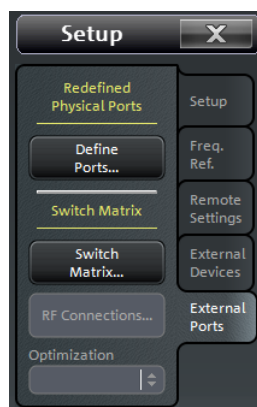 Setup
X
Redefined
Physical Ports
Define
Ports...
Switch Matrix
Switch
Matrix...
RF Connections...
Optimization
Setup
Freq.
Ref.
Remote
Settings
External
Devices
External
Ports